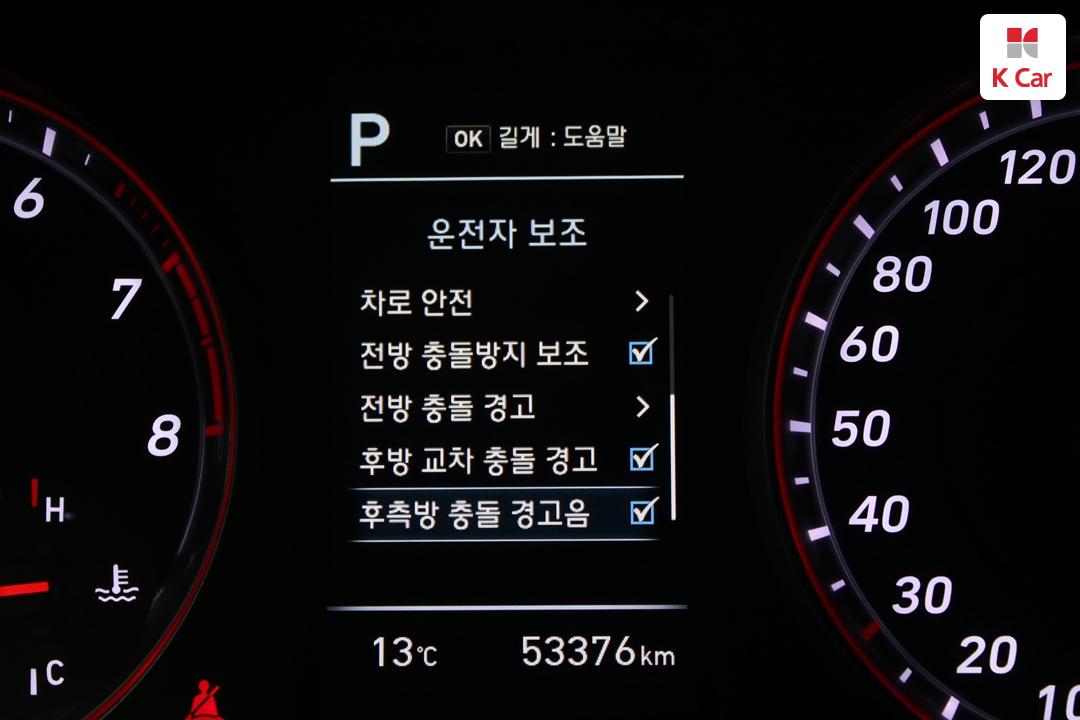 K Car
P
OK 길게 : 도움말
운전자 보조
차로 안전
전방 충돌방지 보조
전방 충돌 경고
후방 교차 충돌 경고
후측방 충돌 경고음
13°C 53376km
6
7
8
H
C
120
100
80
60
50
40
30
20
10